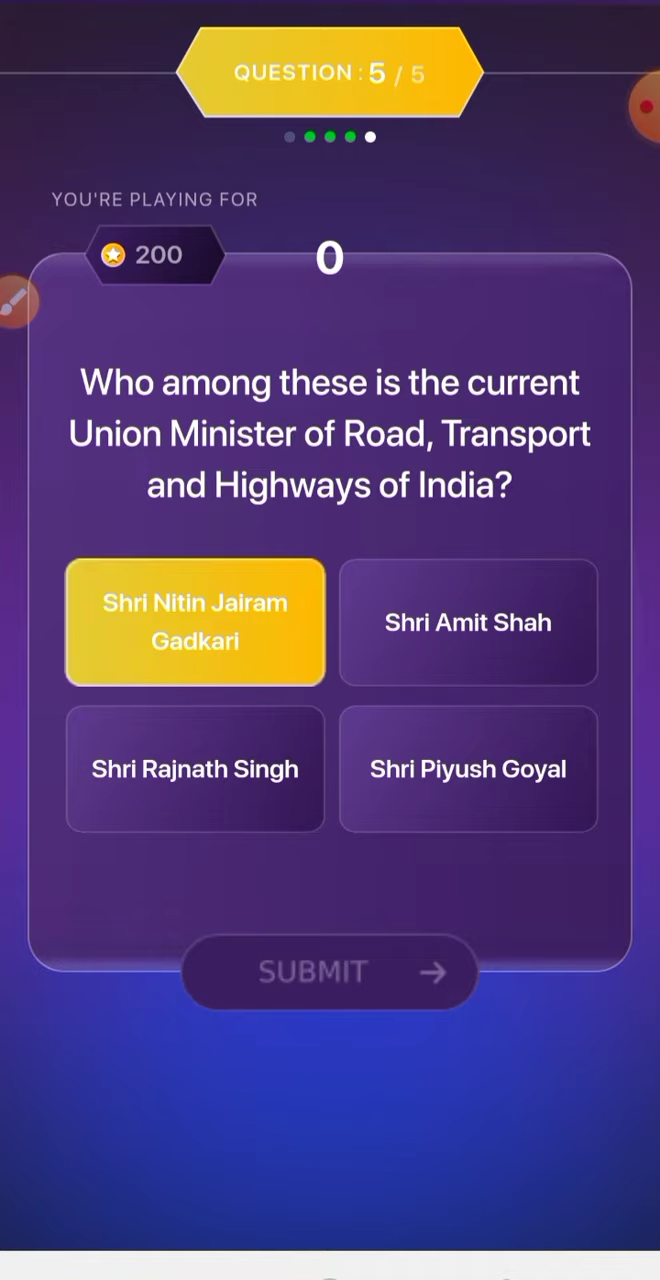 QUESTION : 5 / 5
YOU'RE PLAYING FOR
200
0
Who among these is the current
Union Minister of Road, Transport
and Highways of India?
Shri Nitin Jairam
Gadkari
Shri Amit Shah
Shri Rajnath Singh
Shri Piyush Goyal
SUBMIT